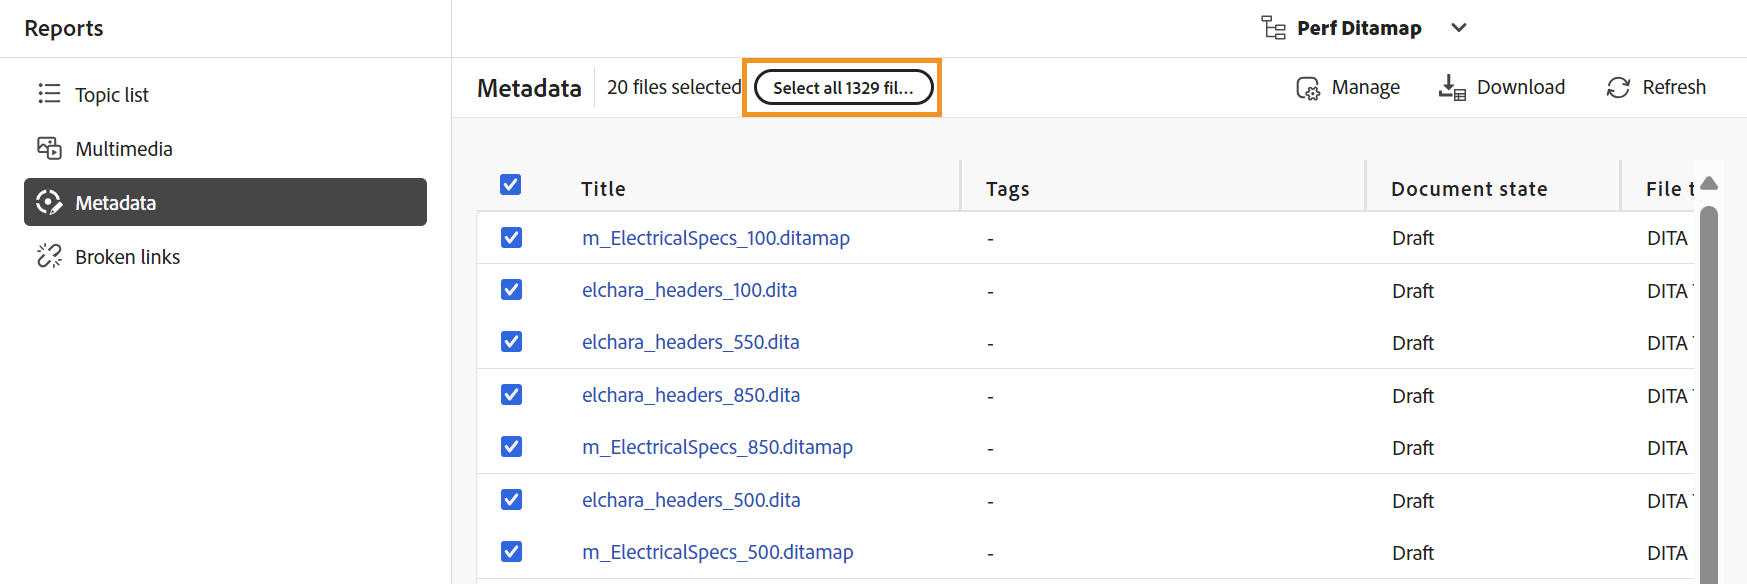 Reports
Perf Ditamap
Topic list
Multimedia
Metadata
Broken links
Metadata 20 files selected Select all 1329 fil... Manage Download Refresh
Title Tags Document state File t
m_ElectricalSpecs_100.ditamap - Draft DITA
elchara_headers_100.dita - Draft DITA
elchara_headers_550.dita - Draft DITA
elchara_headers_850.dita - Draft DITA
m_ElectricalSpecs_850.ditamap - Draft DITA
elchara_headers_500.dita - Draft DITA
m_ElectricalSpecs_500.ditamap - Draft DITA